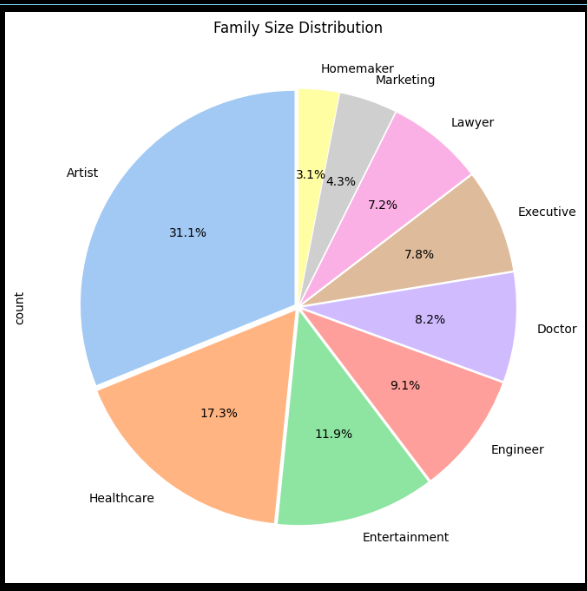 Family Size Distribution
Homemaker
Marketing
Lawyer
Artist
3.1%
4.3%
7.2%
Executive
31.1%
7.8%
count
8.2%
Doctor
9.1%
17.3%
11.9%
Engineer
Healthcare
Entertainment